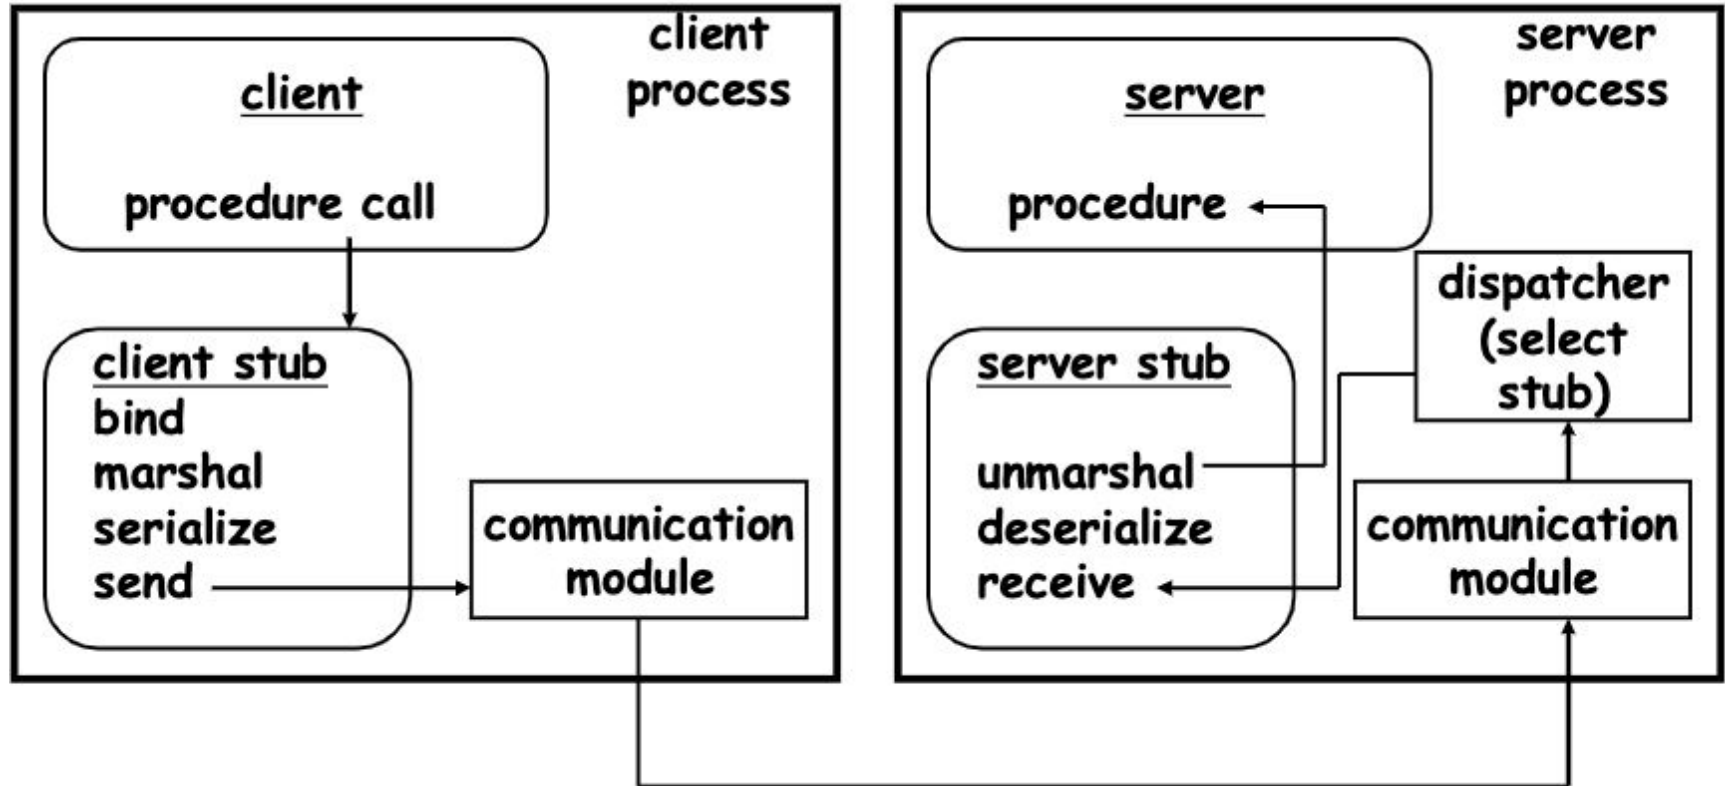 client
process
client
procedure call
client stub
bind
marshal
serialize
send
communication
module
server
process
server
procedure
dispatcher
(select
stub)
server stub
unmarshal
deserialize
receive
communication
module